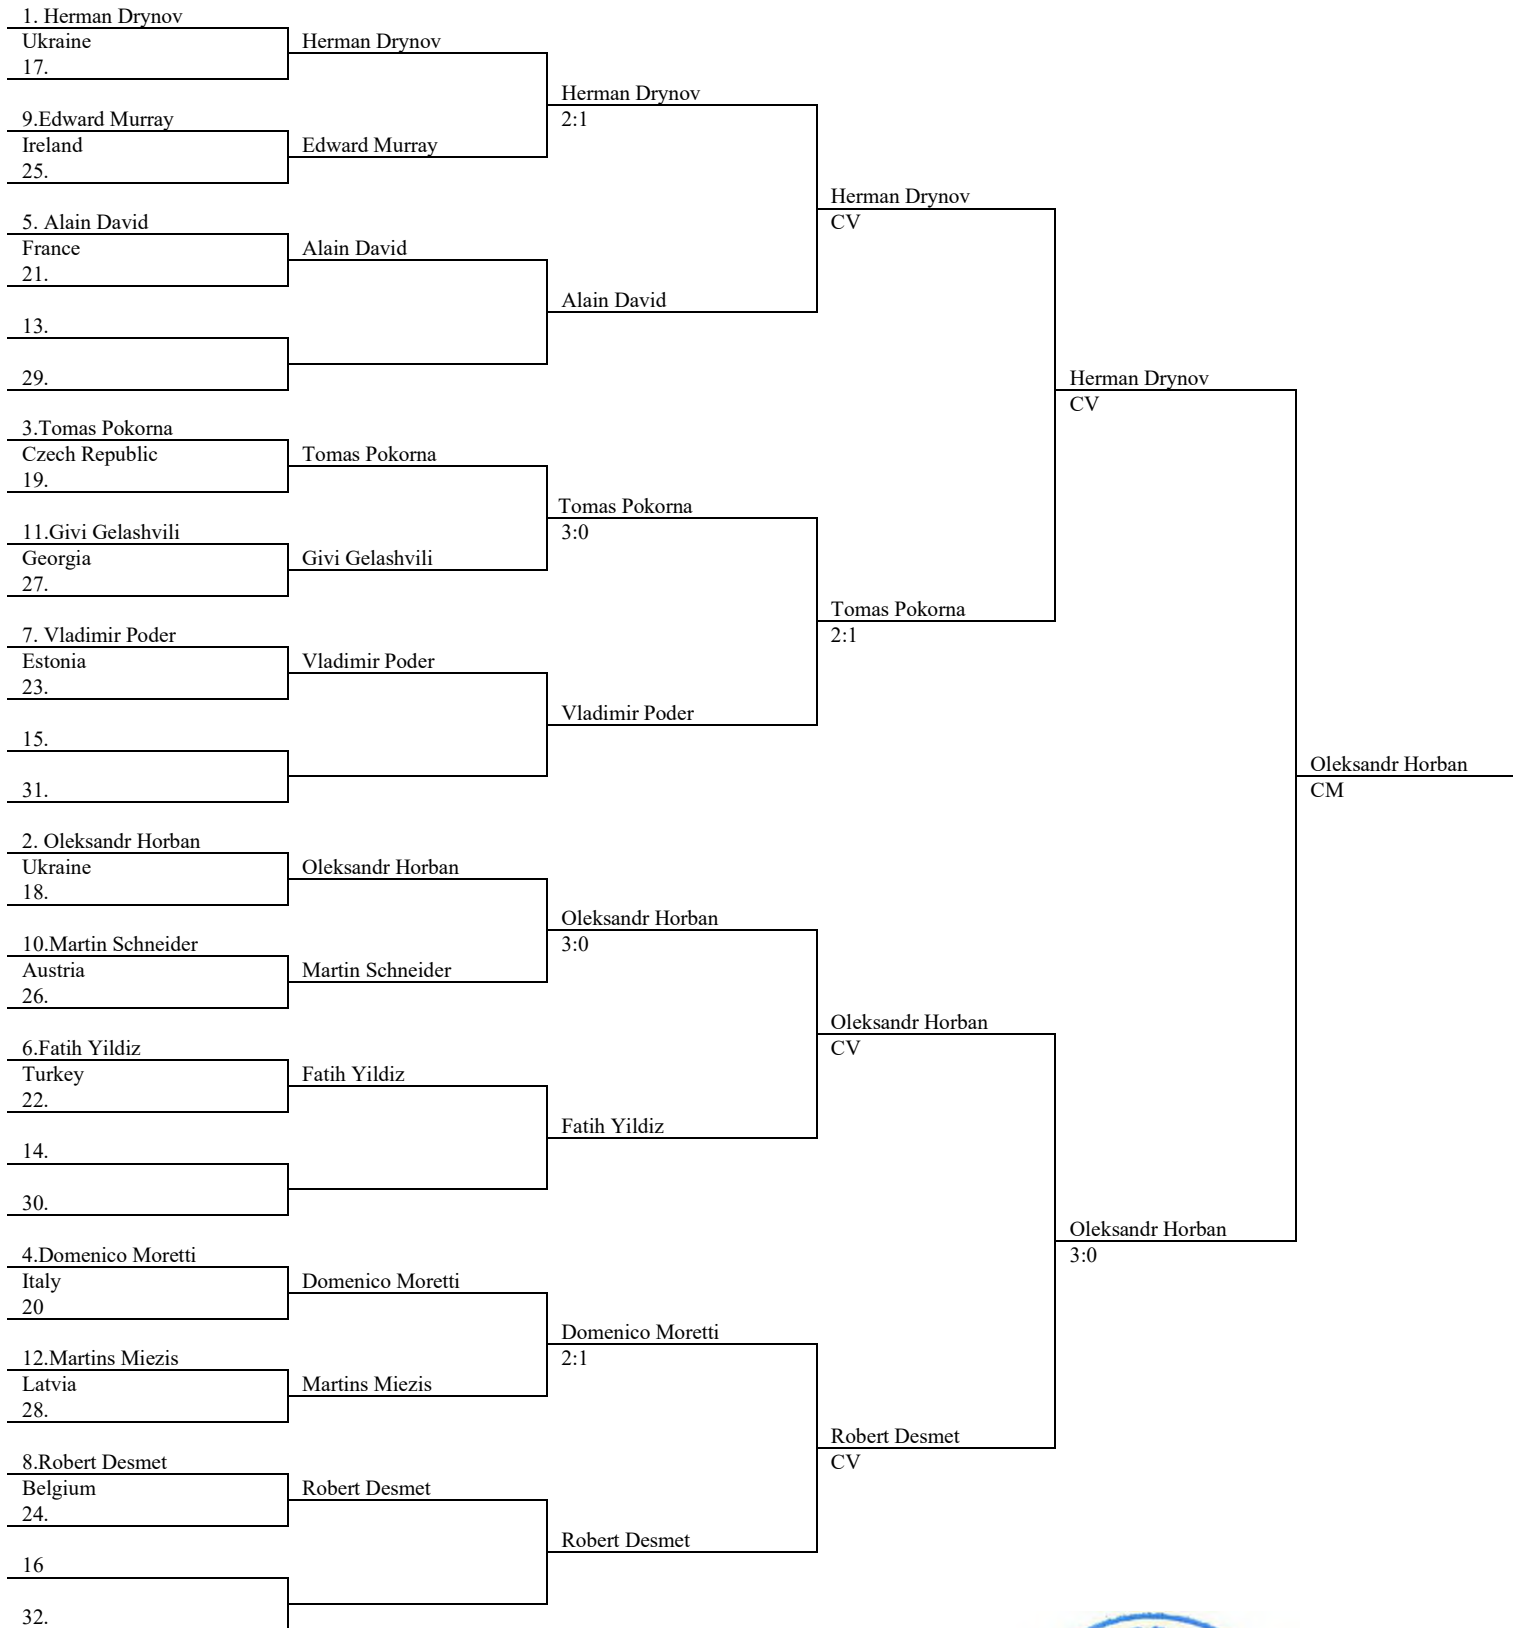 1. Herman Drynov
Ukraine
17.
9.Edward Murray
Ireland
25.
5. Alain David
France
21.
13.
29.
3.Tomas Pokorna
Czech Republic
19.
11.Givi Gelashvili
Georgia
27.
7. Vladimir Poder
Estonia
23.
15.
31.
2. Oleksandr Horban
Ukraine
18.
10.Martin Schneider
Austria
26.
6.Fatih Yildiz
Turkey
22.
14.
30.
4.Domenico Moretti
Italy
20
12.Martins Miezis
Latvia
28.
8.Robert Desmet
Belgium
24.
16
32.
Herman Drynov
Edward Murray
Alain David
Tomas Pokorna
Givi Gelashvili
Vladimir Poder
Oleksandr Horban
Martin Schneider
Fatih Yildiz
Domenico Moretti
Martins Miezis
Robert Desmet
Herman Drynov
2:1
Alain David
Tomas Pokorna
3:0
Vladimir Poder
Oleksandr Horban
3:0
Fatih Yildiz
Domenico Moretti
2:1
Robert Desmet
Herman Drynov
CV
Tomas Pokorna
2:1
Oleksandr Horban
CV
Robert Desmet
CV
Herman Drynov
CV
Oleksandr Horban
3:0
Oleksandr Horban
CM